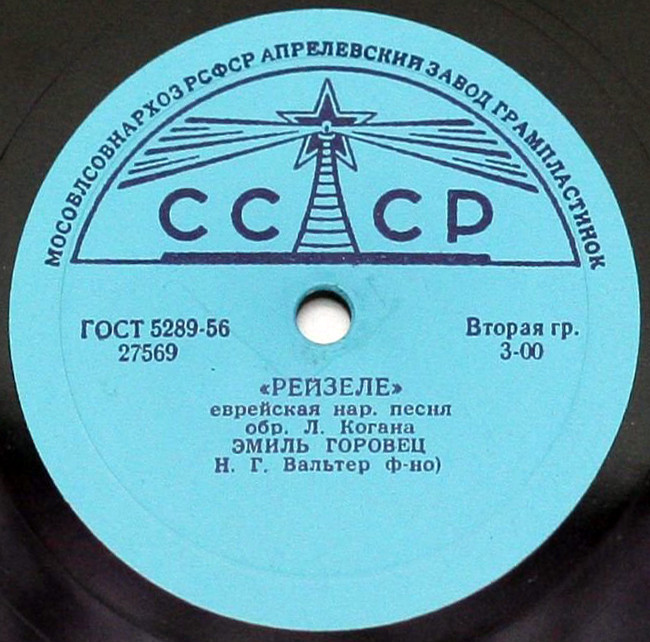 МОСОБЛСОВНАРХОЗ РСФСР АПРЕЛЕВСКИЙ ЗАВОД ГРАМПЛАСТИНОК
СССР
ГОСТ 5289-56
27569
Вторая гр.
3-00
«РЕЙЗЕЛЕ»
еврейская нар. песня
обр. Л. Когана
ЭМИЛЬ ГОРОВЕЦ
Н. Г. Вальтер ф-но)